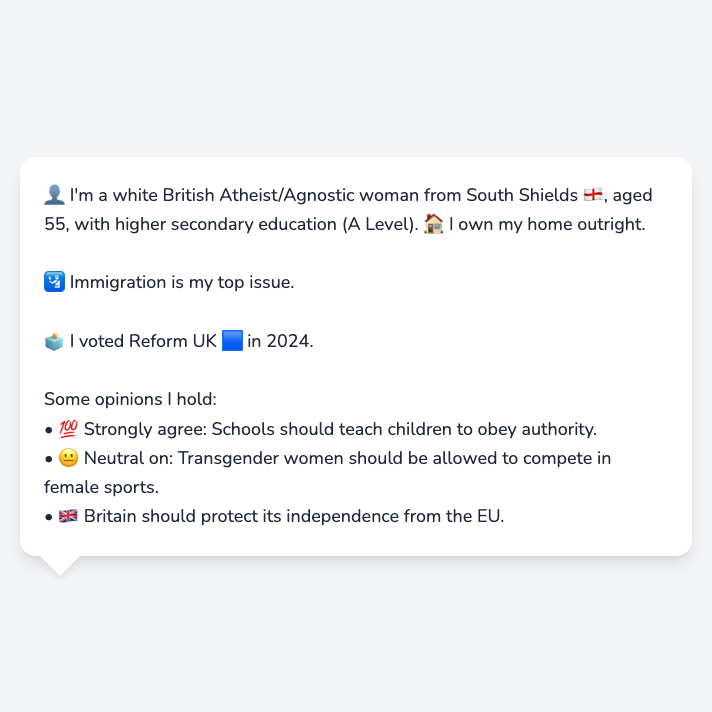 👤 I'm a white British Atheist/Agnostic woman from South Shields 🏴󠁧󠁢󠁥󠁮󠁧󠁿, aged
55, with higher secondary education (A Level). 🏠 I own my home outright.
🛂 Immigration is my top issue.
🗳️ I voted Reform UK 🟦 in 2024.
Some opinions I hold:
• 💯 Strongly agree: Schools should teach children to obey authority.
• 😐 Neutral on: Transgender women should be allowed to compete in
female sports.
• 🇬🇧 Britain should protect its independence from the EU.